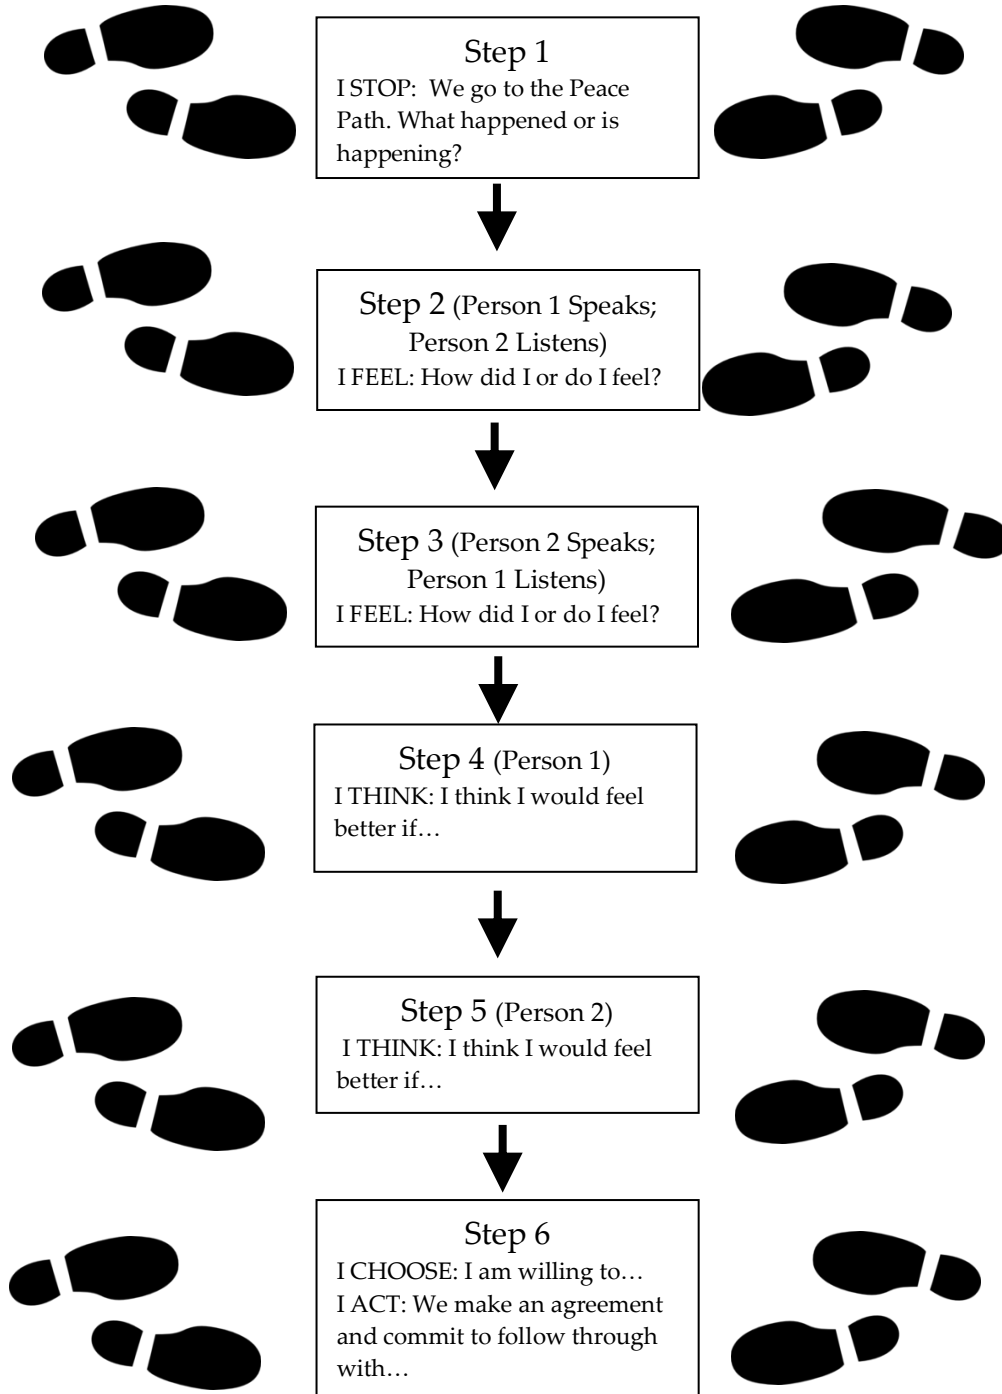 Step 1
I STOP:  We go to the Peace
Path. What happened or is
happening?
Step 2 (Person 1 Speaks;
Person 2 Listens)
I FEEL: How did I or do I feel?
Step 3 (Person 2 Speaks;
Person 1 Listens)
I FEEL: How did I or do I feel?
Step 4 (Person 1)
I THINK: I think I would feel
better if…
Step 5 (Person 2)
I THINK: I think I would feel
better if…
Step 6
I CHOOSE: I am willing to…
I ACT: We make an agreement
and commit to follow through
with…